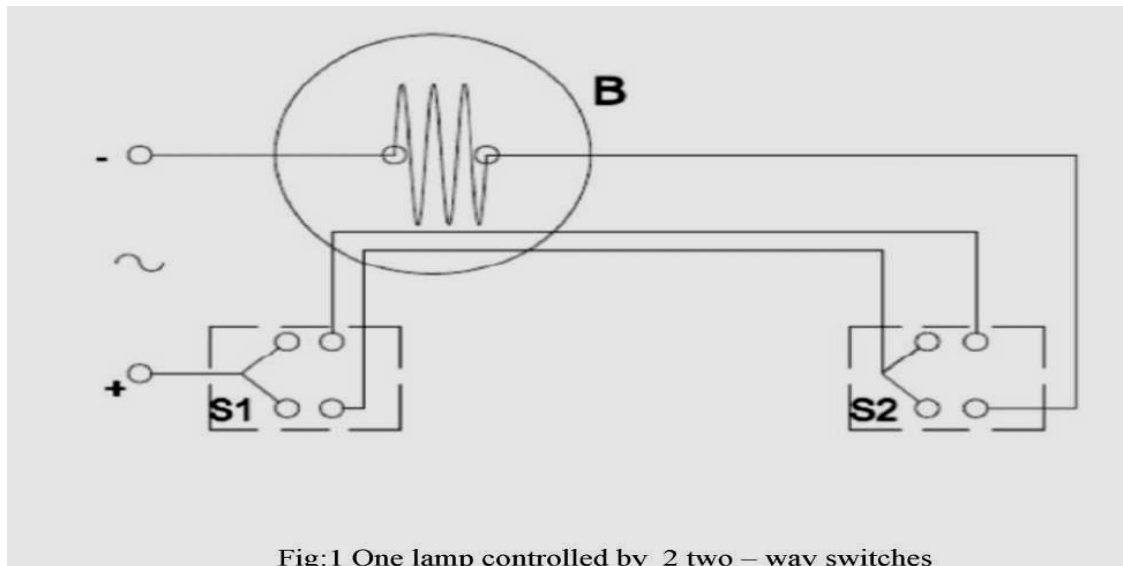 B
-
~
+
S1
S2
Fig:1 One lamp controlled by 2 two – way switches